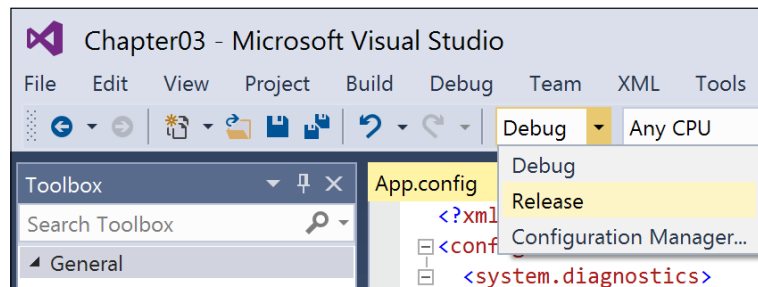 Chapter03 - Microsoft Visual Studio
File Edit View Project Build Debug Team XML Tools
Debug Any CPU
Debug
Release
Configuration Manager...
Toolbox
Search Toolbox
General
App.config
<?xml
<conf
<system.diagnostics>